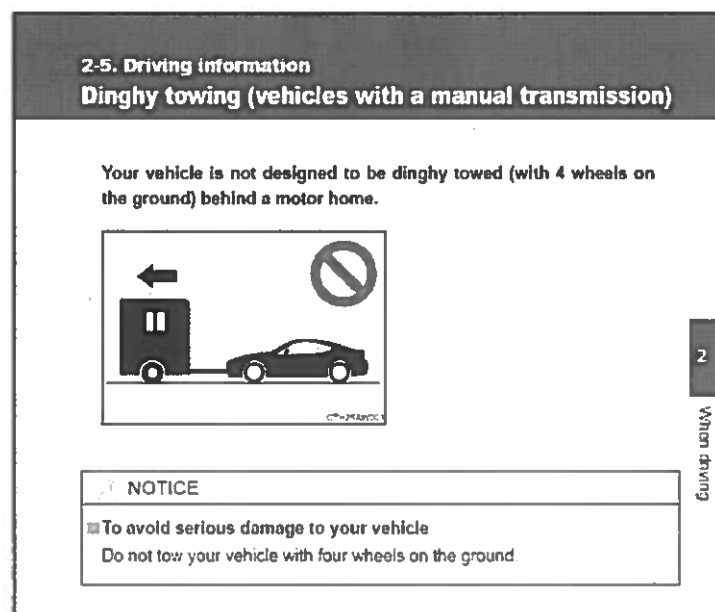 2-5. Driving information
Dinghy towing (vehicles with a manual transmission)
Your vehicle is not designed to be dinghy towed (with 4 wheels on
the ground) behind a motor home.
2
When driving
NOTICE
To avoid serious damage to your vehicle
Do not tow your vehicle with four wheels on the ground.